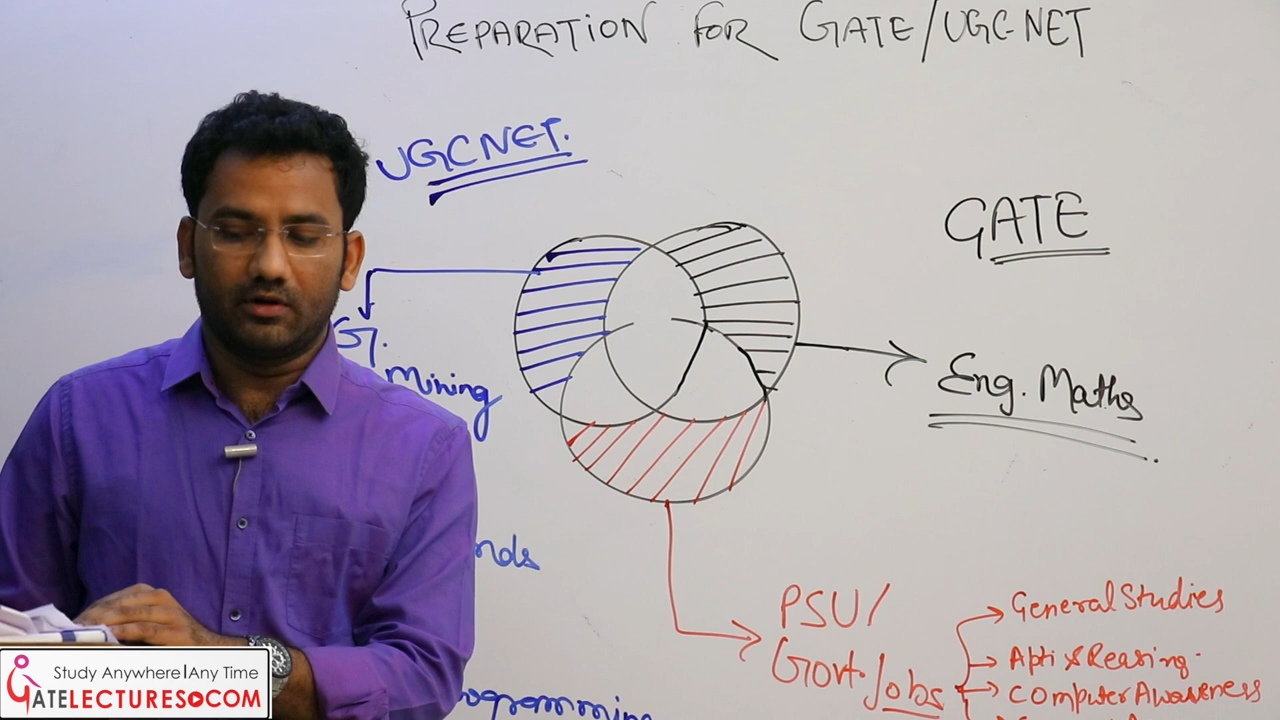 PREPARATION FOR GATE/UGC-NET
UGCNET.
GATE
G.
Mining
Eng. Maths
nds
PSU/
Govt. Jobs
General Studies
Apti & Reasing.
Computer Awareness
ogramming
Study Anywhere|Any Time
GATELECTURES.COM